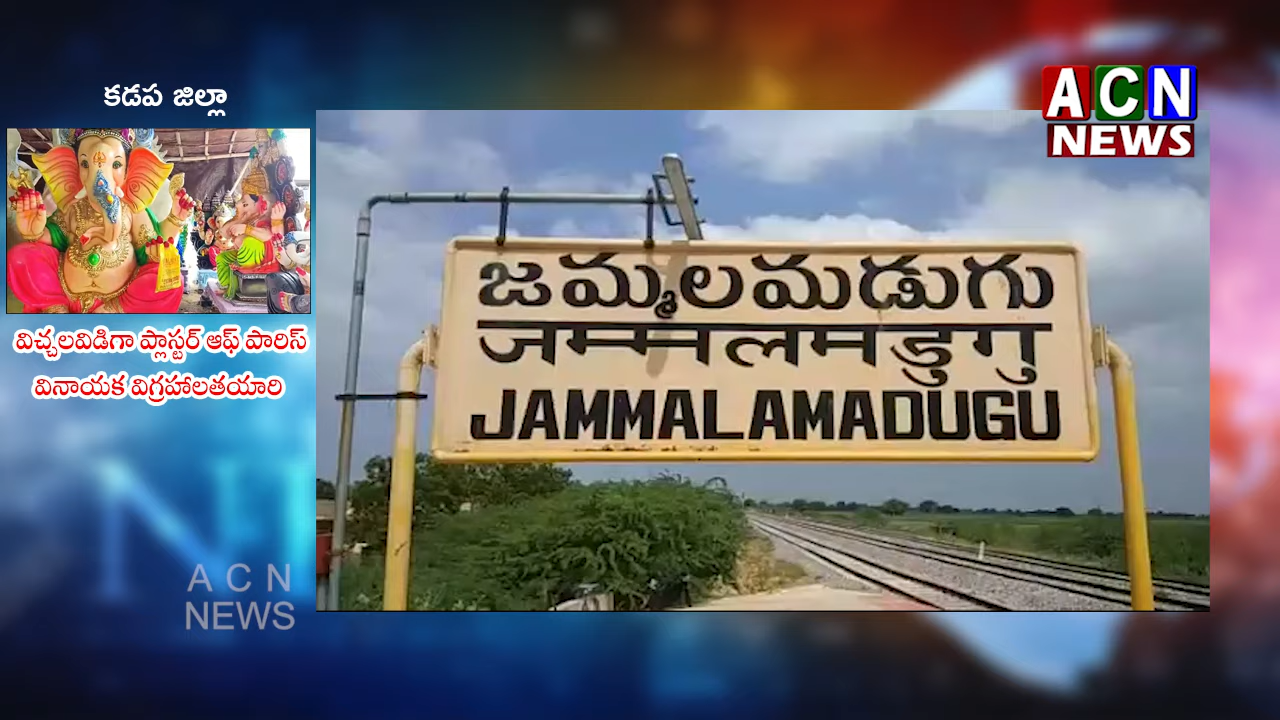 కడప జిల్లా
విచ్చలవిడిగా ప్లాస్టర్ ఆఫ్ పారిస్
వినాయక విగ్రహాలతయారి
ACN
NEWS
జమ్మలమడుగు
जम्मलमडुगु
JAMMALAMADUGU
ACN
NEWS